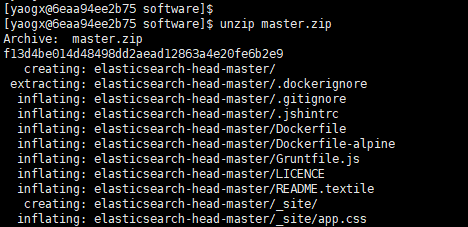 [yaogx@6eaa94ee2b75 software]$
[yaogx@6eaa94ee2b75 software]$ unzip master.zip
Archive:  master.zip
f13d4be014d48498dd2aead12863a4e20fe6b2e9
   creating: elasticsearch-head-master/
 extracting: elasticsearch-head-master/.dockerignore
  inflating: elasticsearch-head-master/.gitignore
  inflating: elasticsearch-head-master/.jshintrc
  inflating: elasticsearch-head-master/Dockerfile
  inflating: elasticsearch-head-master/Dockerfile-alpine
  inflating: elasticsearch-head-master/Gruntfile.js
  inflating: elasticsearch-head-master/LICENCE
  inflating: elasticsearch-head-master/README.textile
   creating: elasticsearch-head-master/_site/
  inflating: elasticsearch-head-master/_site/app.css